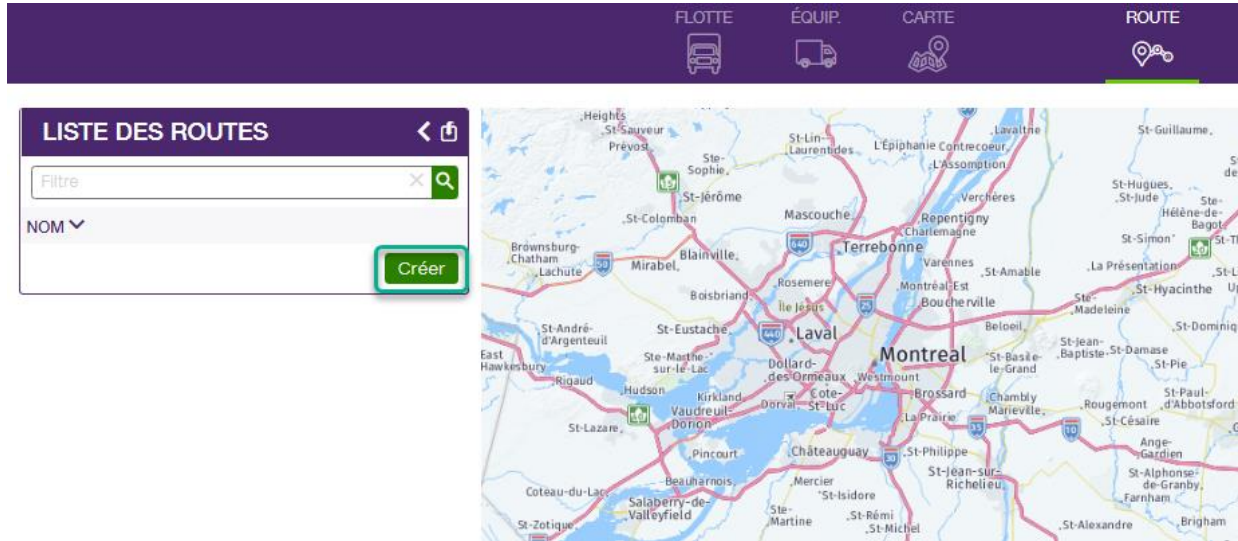 FLOTTE
ÉQUIP.
CARTE
ROUTE
LISTE DES ROUTES
Filtre
NOM
Créer
Heights
St-Sauveur
Prévost
Ste-
Sophie
St-Jérôme
St-Colomban
St-Lin--
Laurentides
L'Épiphanie
Contrecoeur
Lavaltrie
L'Assomption
St-Guillaume
Verchères
St-Hugues
St-Jude
Ste-
Hélène-de-
Bagot
Mascouche
Repentigny
Charlemagne
St-Simon
640
Terrebonne
Brownsburg-
Chatham
Lachute
50
Mirabel
Blainville
Varennes
St-Amable
La Présentation
Rosemere
Montréal-Est
Boisbriand
Boucherville
St-Hyacinthe
Île Jésus
25
Ste-
Madeleine
St-André-
d'Argenteuil
St-Eustache
440
Laval
Beloeil
St-Dominiq
East
Hawkesbury
Ste-Marthe-
sur-le-Lac
Dollard-
des-Ormeaux
Montreal
St-Basile-
le-Grand
St-Jean-
Baptiste
St-Damase
St-Pie
Rigaud
Westmount
Hudson
Kirkland
Cote-
St-Luc
Dorval
Brossard
Chambly
Marieville
Rougemont
St-Paul-
d'Abbotsford
Vaudreuil-
Dorion
La Prairie
St-Césaire
St-Lazare
10
Ange-
Gardien
Pincourt
Châteauguay
30
St-Philippe
St-Jean-sur-
Richelieu
St-Alphonse-
de-Granby
Farnham
Beauharnois
Mercier
St-Isidore
Coteau-du-Lac
Salaberry-de-
Valleyfield
Ste-
Martine
St-Rémi
St-Michel
St-Zotique
St-Alexandre
Brigham